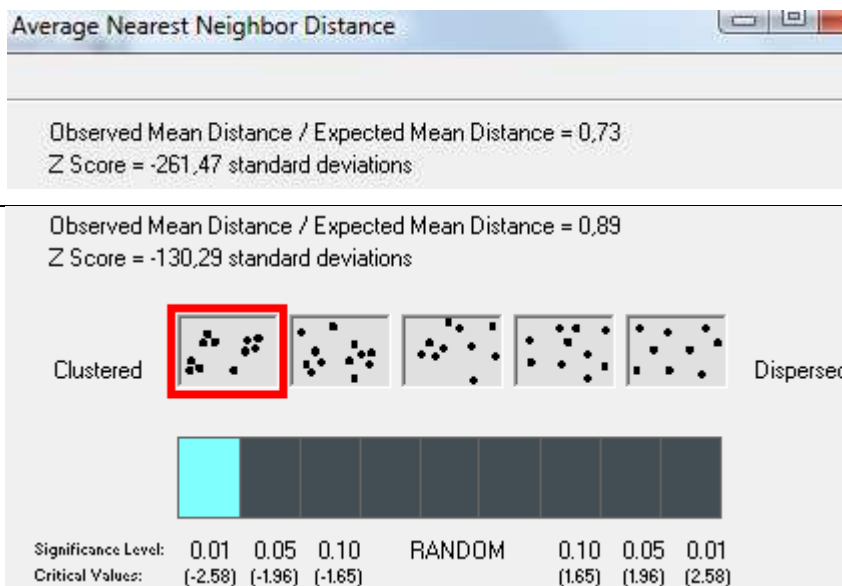 Average Nearest Neighbor Distance
Observed Mean Distance / Expected Mean Distance = 0,73
Z Score = -261,47 standard deviations
Observed Mean Distance / Expected Mean Distance = 0,89
Z Score = -130,29 standard deviations
Clustered Dispersed
Significance Level: 0.01 0.05 0.10 RANDOM 0.10 0.05 0.01
Critical Values: (-2.58) (-1.96) (-1.65) (1.65) (1.96) (2.58)